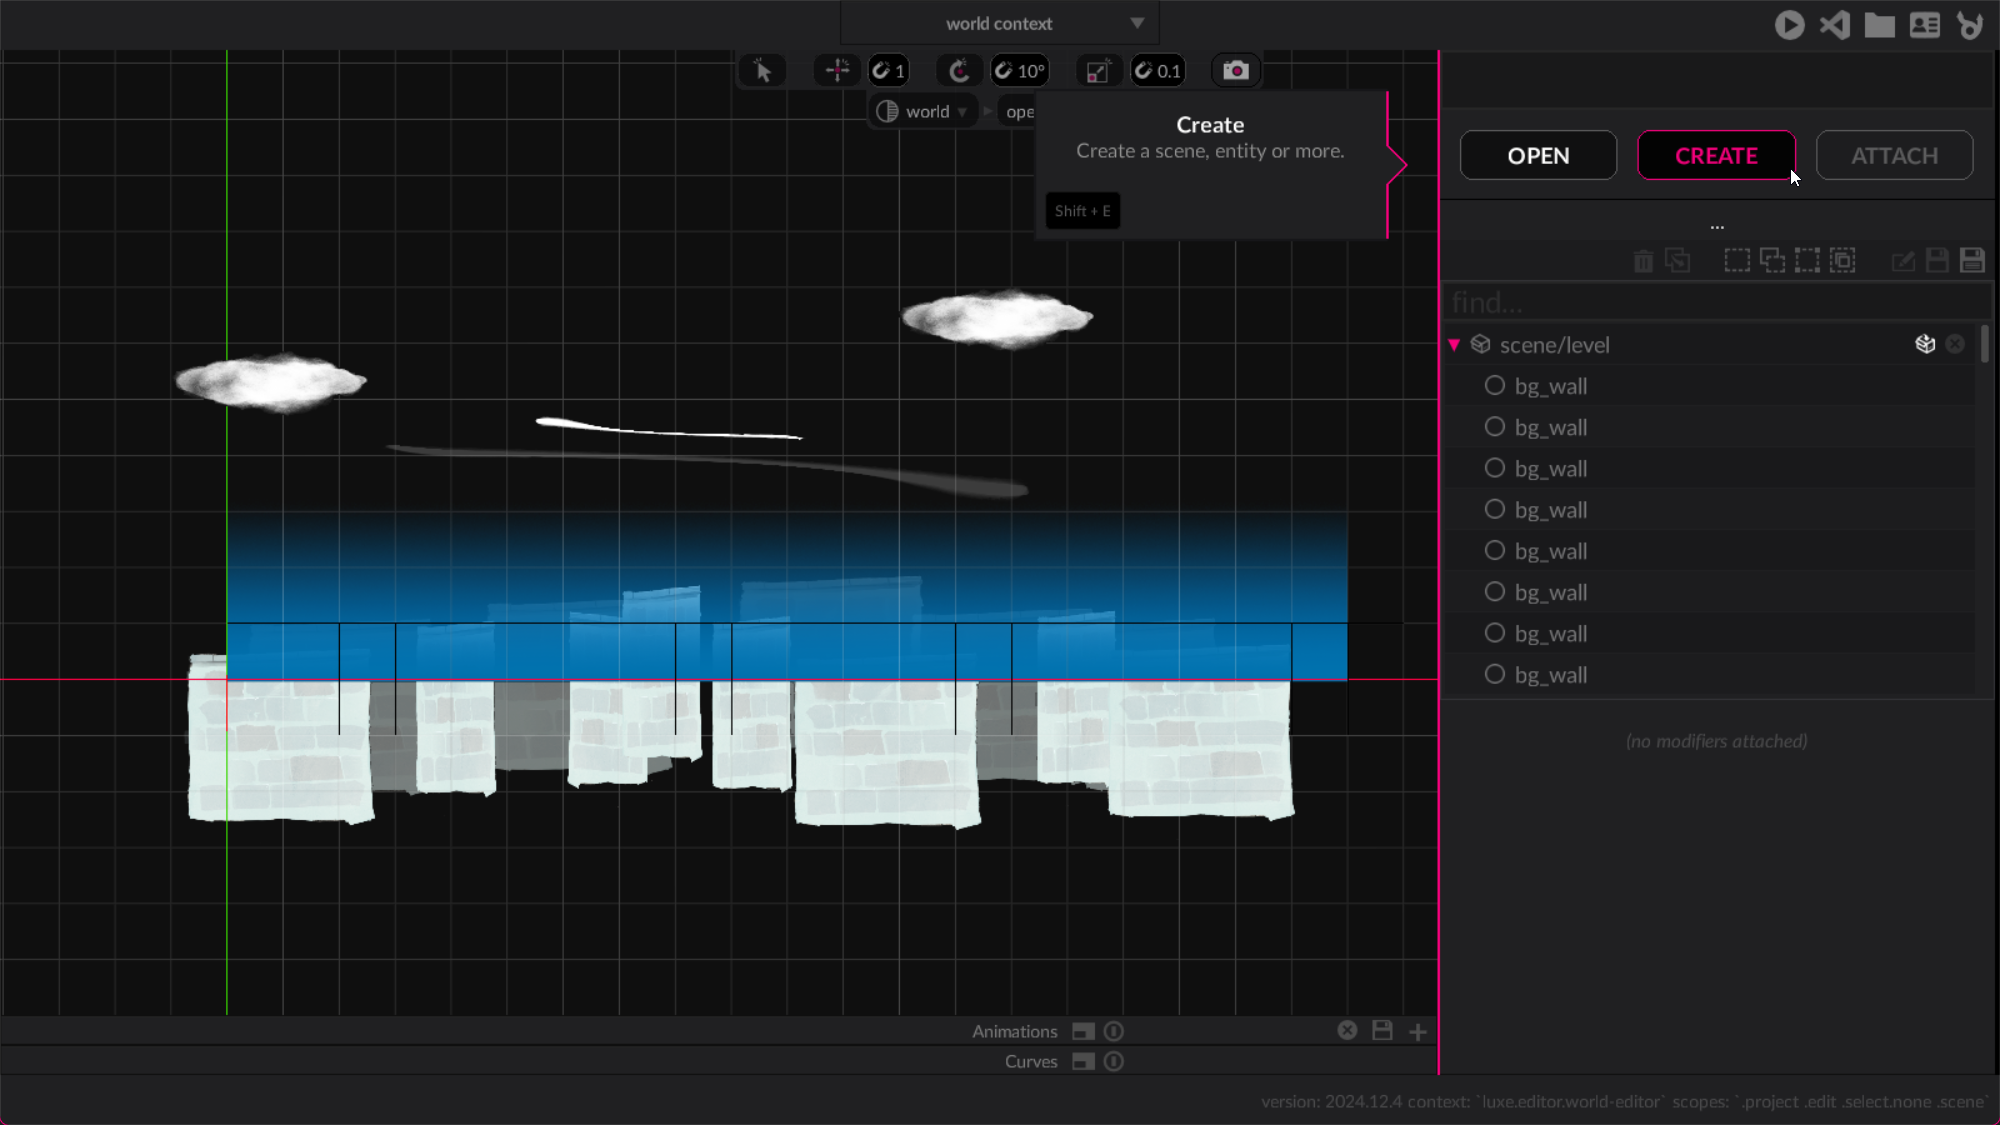 world context
1
10°
0.1
world
ope
Create
Create a scene, entity or more.
Shift + E
OPEN
CREATE
ATTACH
...
find...
scene/level
bg_wall
bg_wall
bg_wall
bg_wall
bg_wall
bg_wall
bg_wall
bg_wall
(no modifiers attached)
Animations
Curves
version: 2024.12.4 context: `luxe.editor.world-editor` scopes: `.project .edit .select.none .scene`